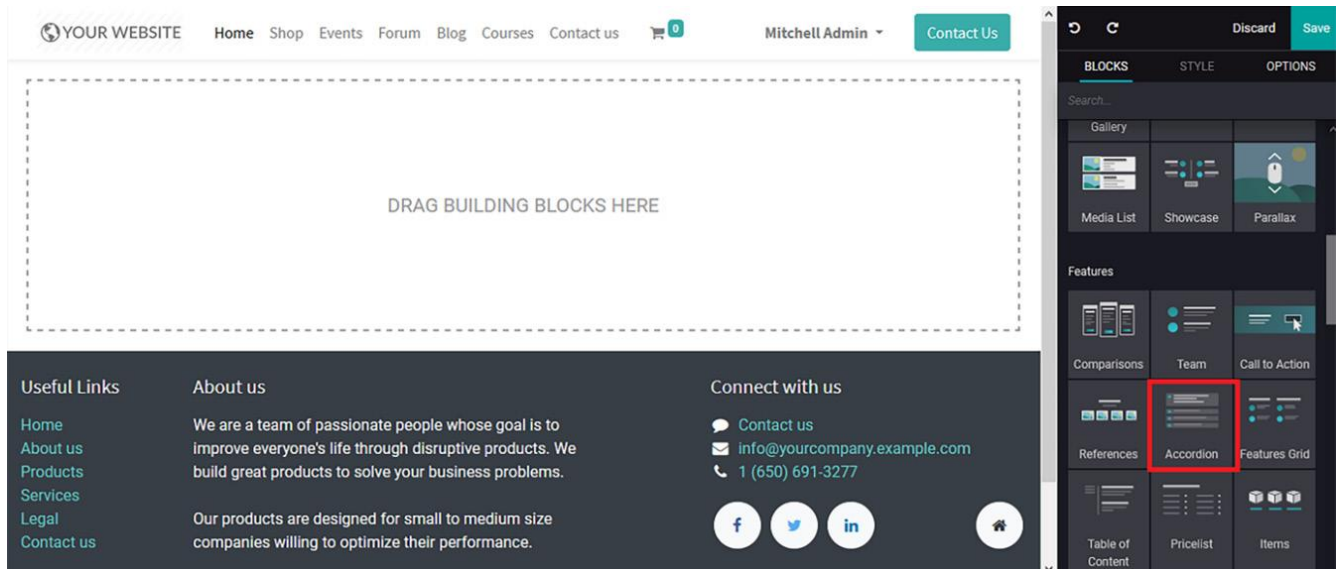 YOUR WEBSITE Home Shop Events Forum Blog Courses Contact us 0 Mitchell Admin Contact Us
DRAG BUILDING BLOCKS HERE
Useful Links
Home
About us
Products
Services
Legal
Contact us
About us
We are a team of passionate people whose goal is to
improve everyone's life through disruptive products. We
build great products to solve your business problems.
Our products are designed for small to medium size
companies willing to optimize their performance.
Connect with us
Contact us
info@yourcompany.example.com
1 (650) 691-3277
f in
Discard Save
BLOCKS STYLE OPTIONS
Search...
Gallery
Media List Showcase Parallax
Features
Comparisons Team Call to Action
References Accordion Features Grid
Table of
Content
Pricelist Items